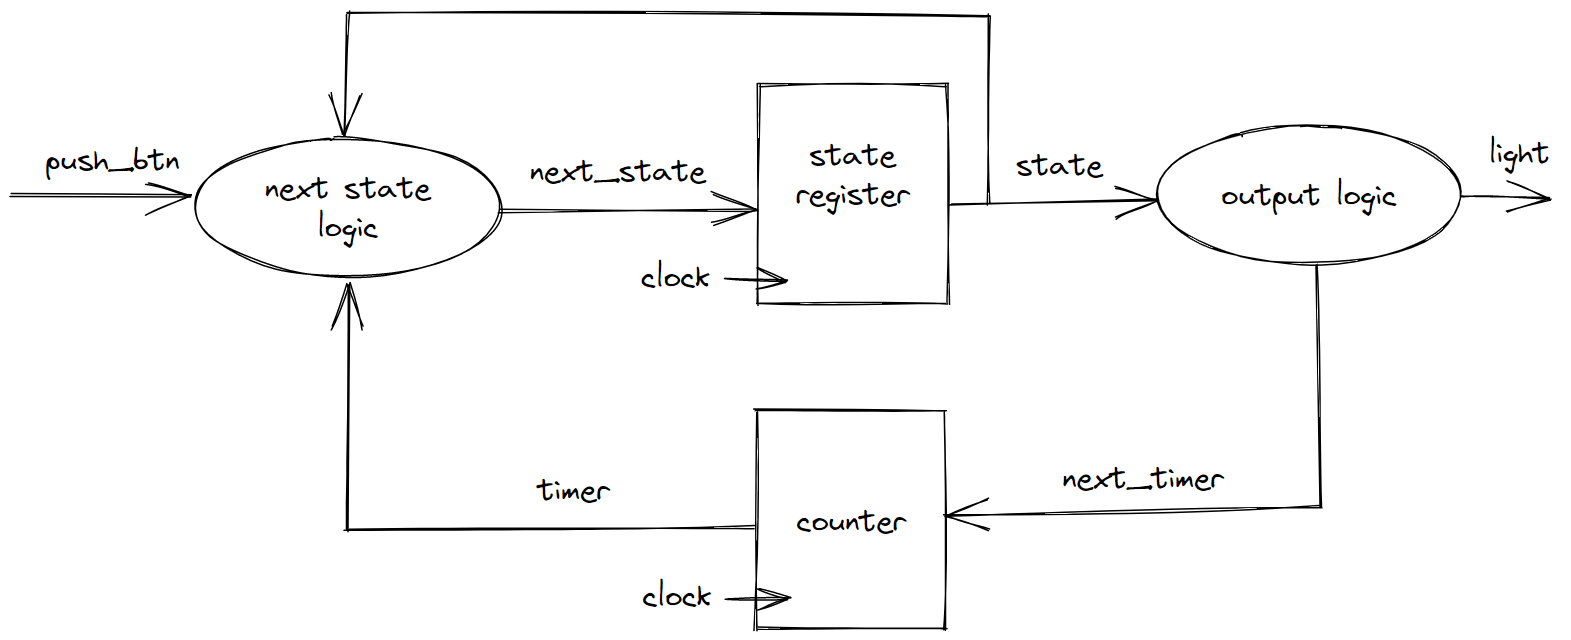 push_btn
next state
logic
next_state
state
register
clock
state
output logic
light
timer
counter
clock
next_timer